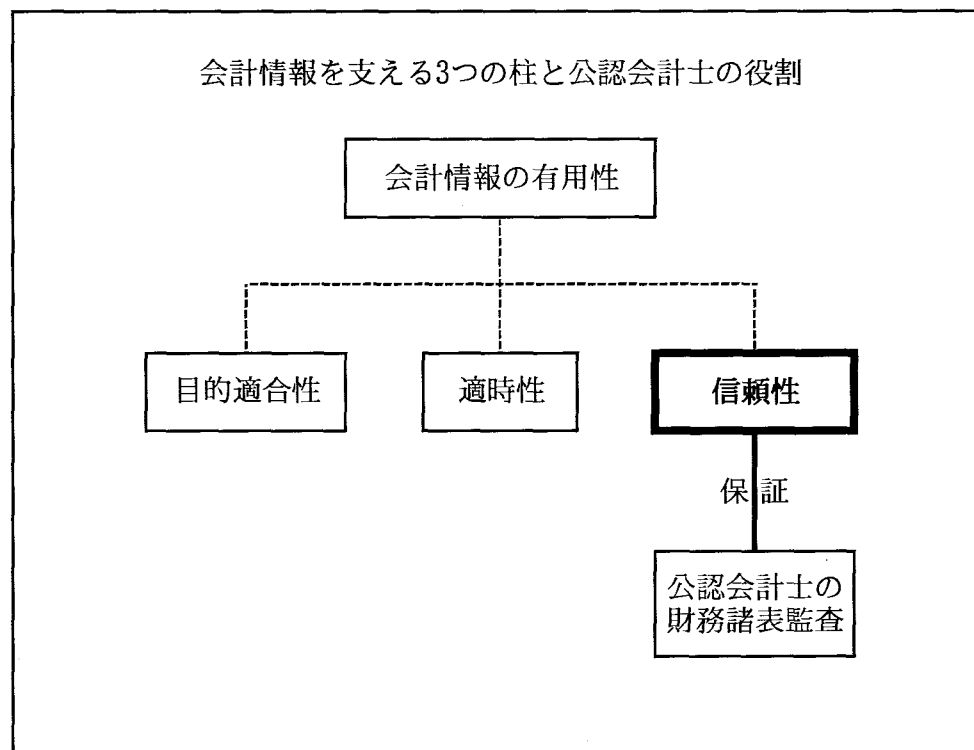 会計情報を支える3つの柱と公認会計士の役割
会計情報の有用性
目的適合性
適時性
信頼性
保証
公認会計士の
財務諸表監査